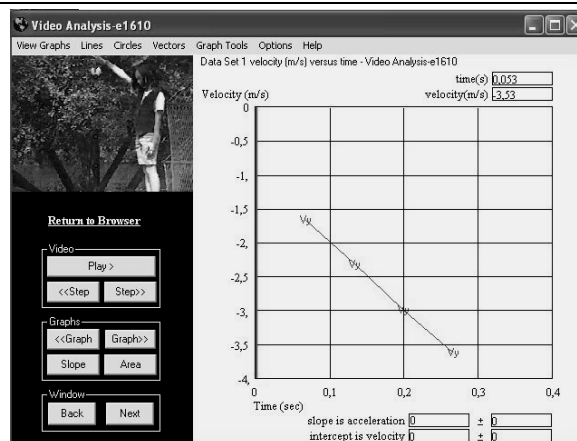 Video Analysis-e1610
View Graphs Lines Circles Vectors Graph Tools Options Help
Data Set 1 velocity (m/s) versus time - Video Analysis-e1610
time(s) 0,053
Velocity (m/s) velocity(m/s) -3,53
0
-0,5
-1,
-1,5
Vy
-2,
Vy
-2,5
-3,
Vy
-3,5
Vy
-4,
0 0,1 0,2 0,3 0,4
Time (sec)
slope is acceleration 0 ± 0
intercept is velocity 0 ± 0
Return to Browser
Video
Play >
<<Step Step>>
Graphs
<<Graph Graph>>
Slope Area
Window
Back Next